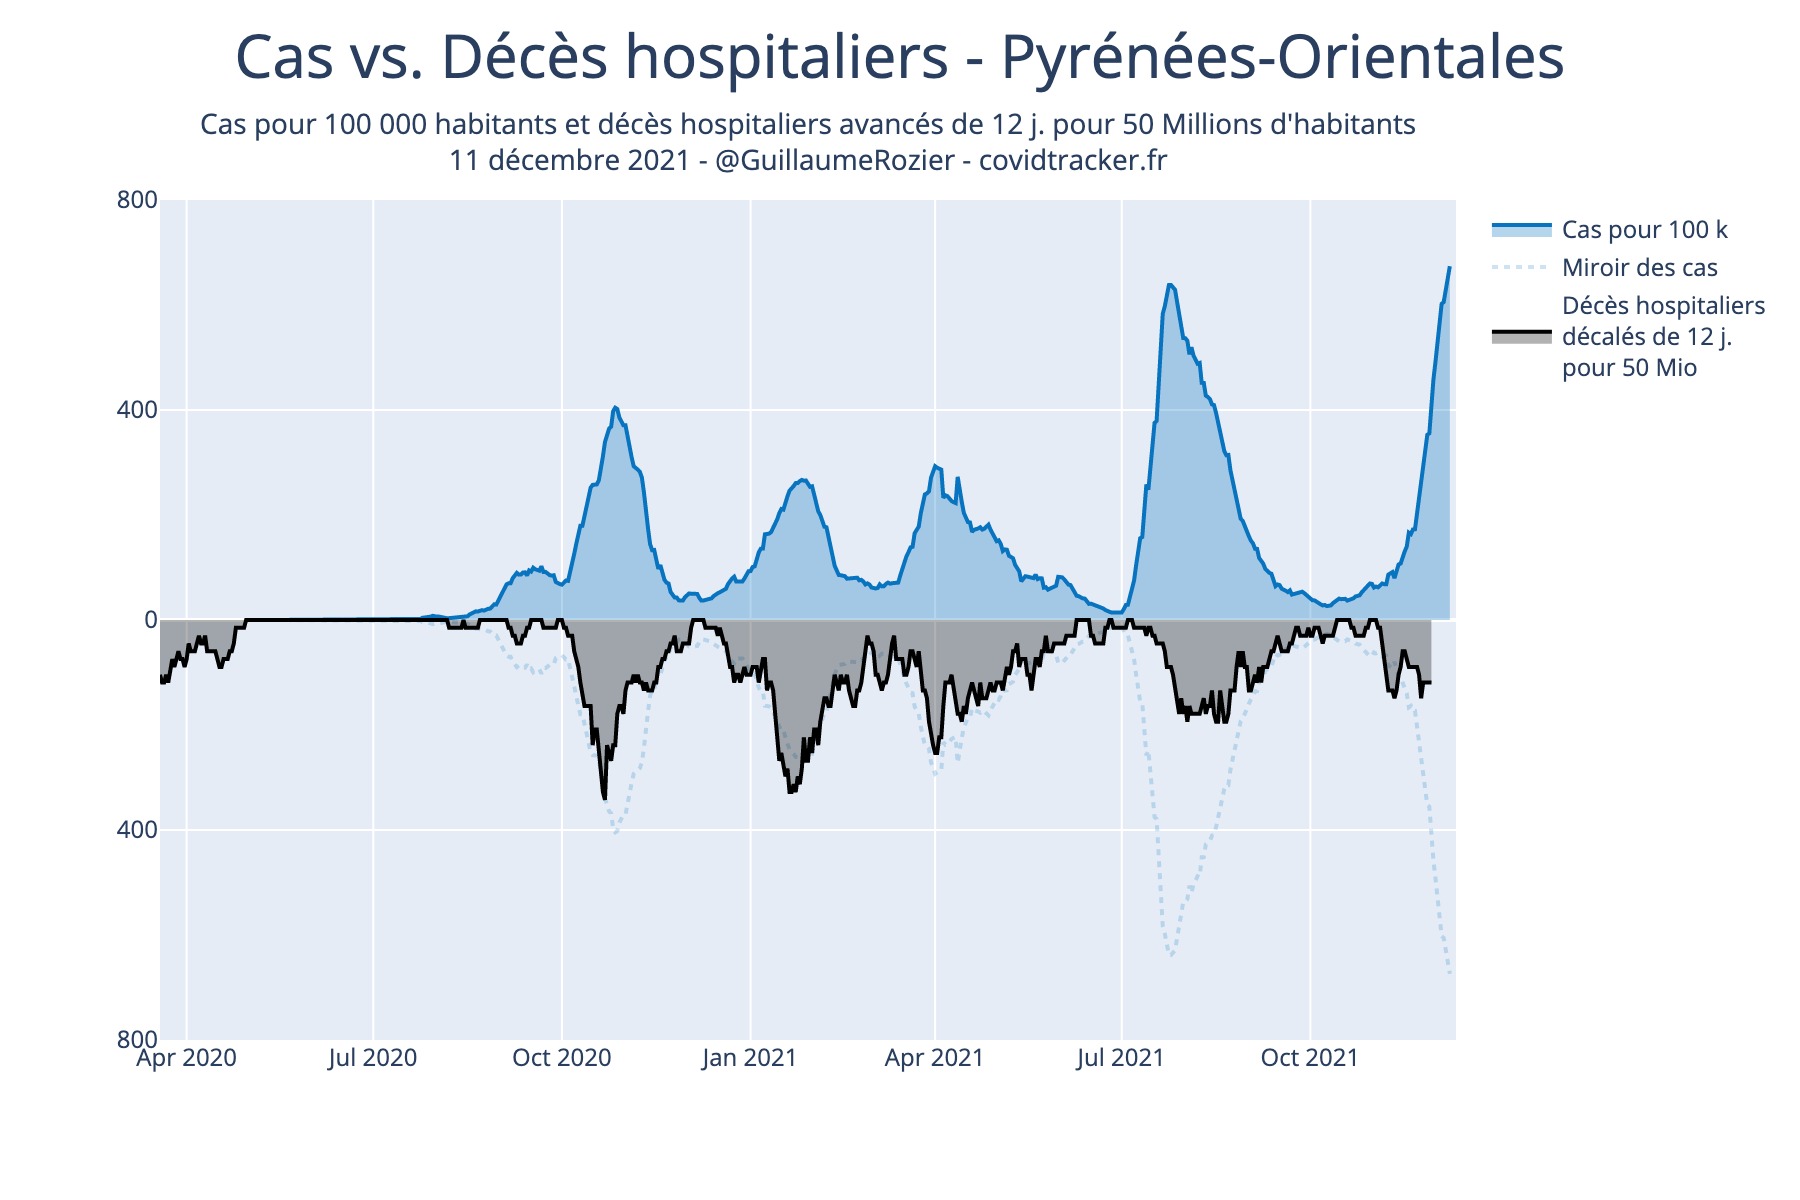 Cas vs. Décès hospitaliers - Pyrénées-Orientales
Cas pour 100 000 habitants et décès hospitaliers avancés de 12 j. pour 50 Millions d'habitants
11 décembre 2021 - @GuillaumeRozier - covidtracker.fr
800
400
0
400
800
Apr 2020
Jul 2020
Oct 2020
Jan 2021
Apr 2021
Jul 2021
Oct 2021
Cas pour 100 k
Miroir des cas
Décès hospitaliers
décalés de 12 j.
pour 50 Mio